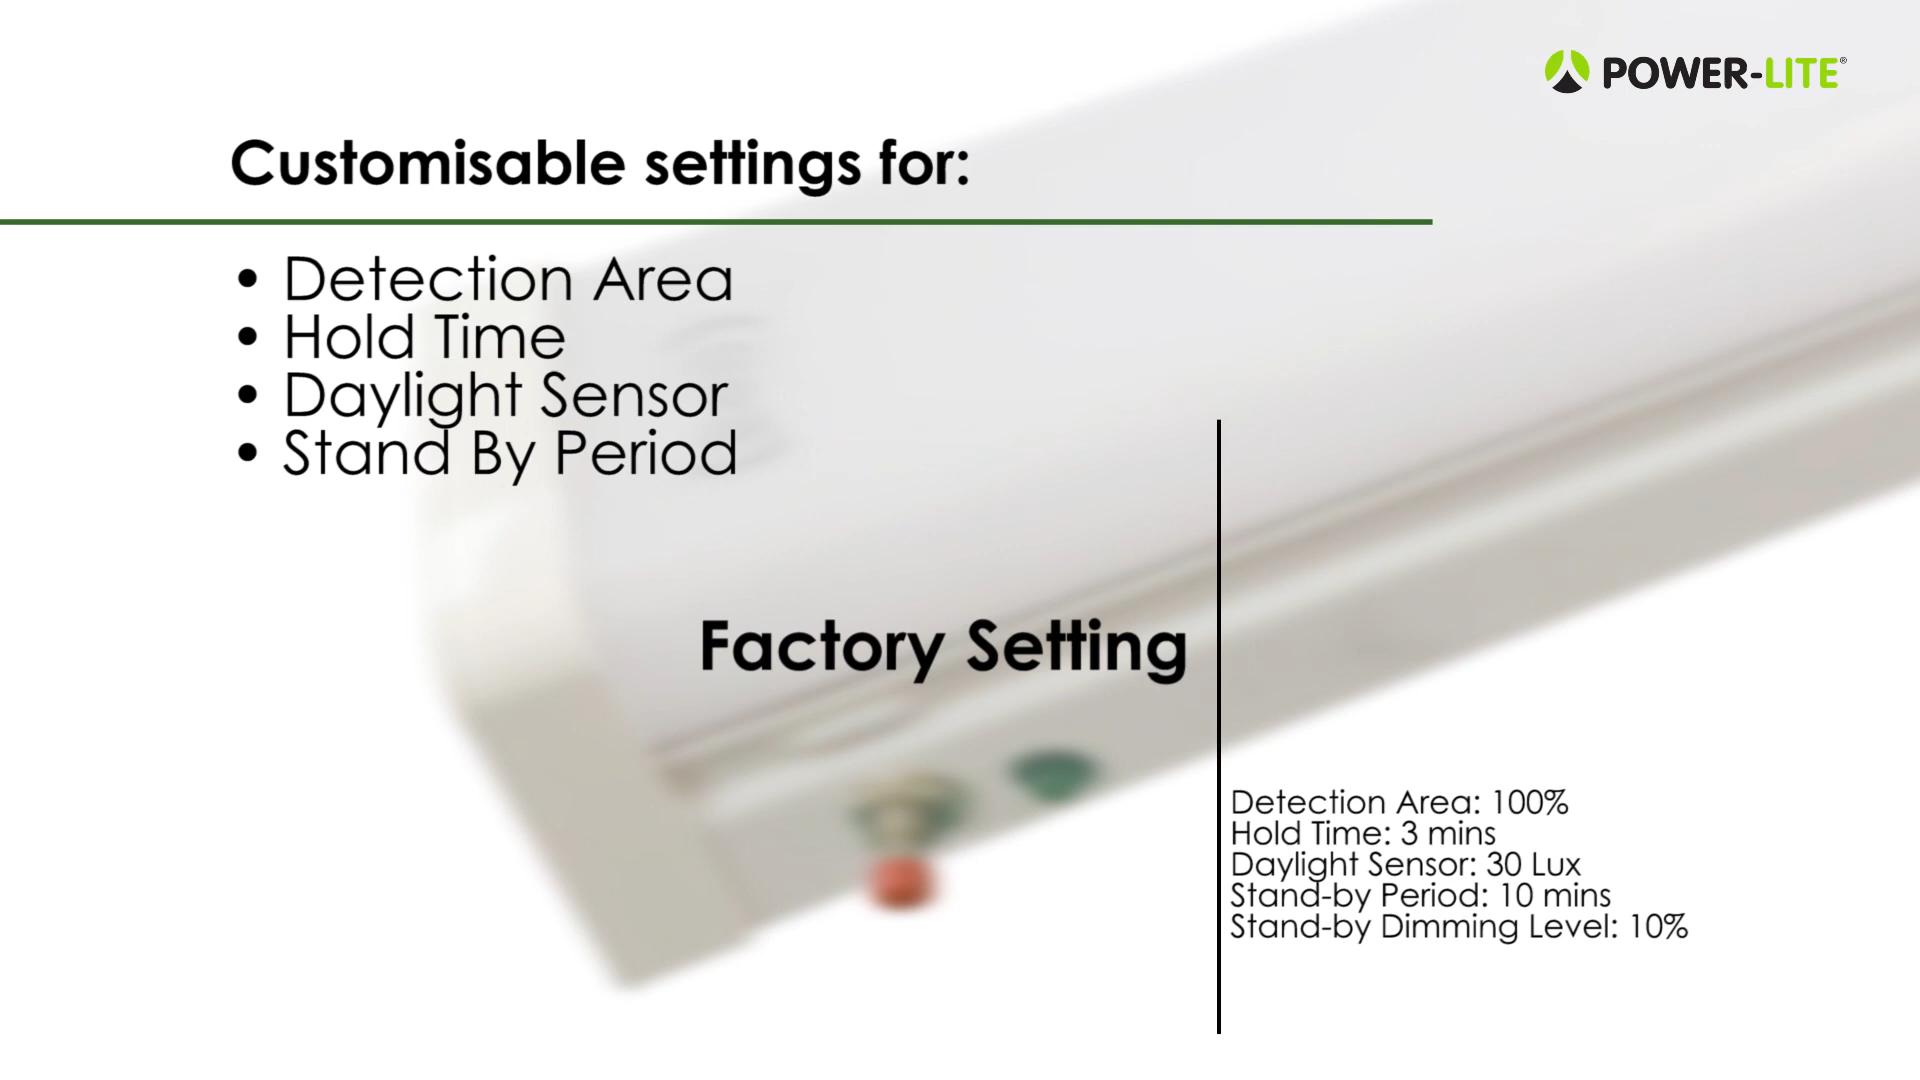 POWER-LITE®
Customisable settings for:
• Detection Area
• Hold Time
• Daylight Sensor
• Stand By Period
Factory Setting
Detection Area: 100%
Hold Time: 3 mins
Daylight Sensor: 30 Lux
Stand-by Period: 10 mins
Stand-by Dimming Level: 10%